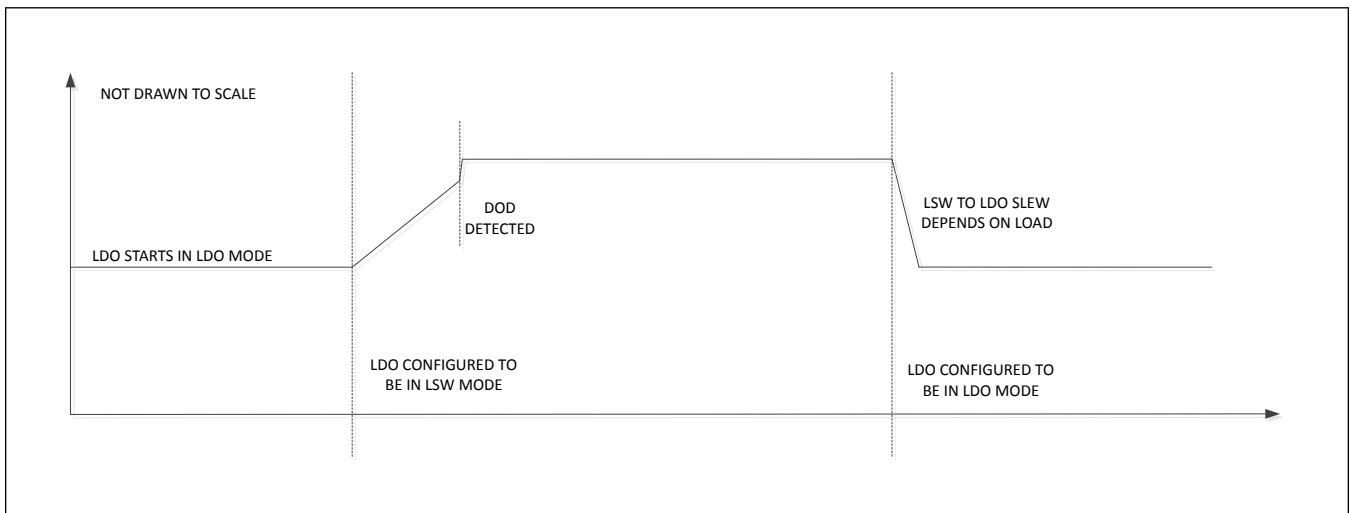 NOT DRAWN TO SCALE
DOD
DETECTED
LSW TO LDO SLEW
DEPENDS ON LOAD
LDO STARTS IN LDO MODE
LDO CONFIGURED TO
BE IN LSW MODE
LDO CONFIGURED TO
BE IN LDO MODE